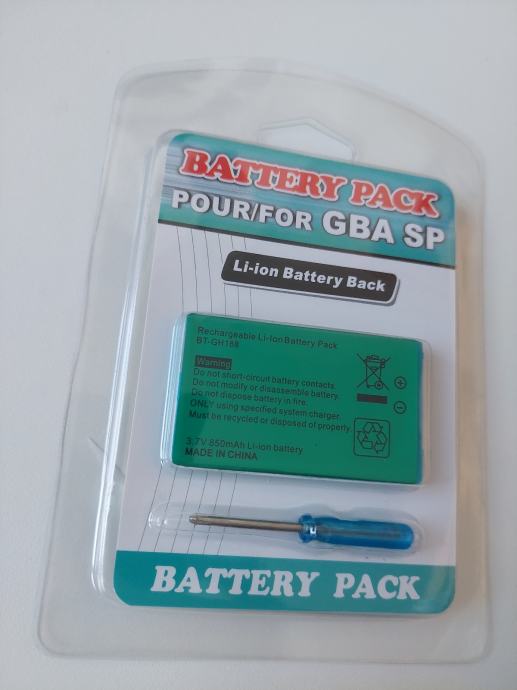 BATTERY PACK
POUR/FOR GBA SP
Li-ion Battery Back
Rechargeable Li-Ion Battery Pack
BT-GH188
Warning
Do not short-circuit battery contacts.
Do not modify or disassemble battery.
Do not dispose battery in fire.
ONLY using specified system charger.
Must be recycled or disposed of properly
3.7V 850mAh Li-ion battery
MADE IN CHINA
BATTERY PACK